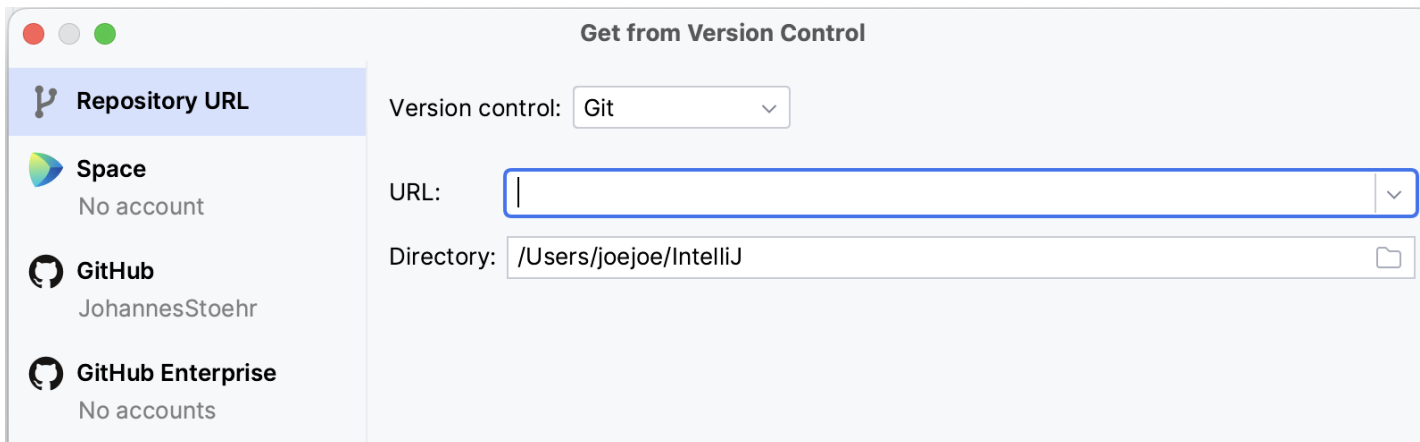 Get from Version Control
Repository URL
Space
No account
GitHub
JohannesStoehr
GitHub Enterprise
No accounts
Version control: Git
URL:
Directory: /Users/joejoe/IntelliJ